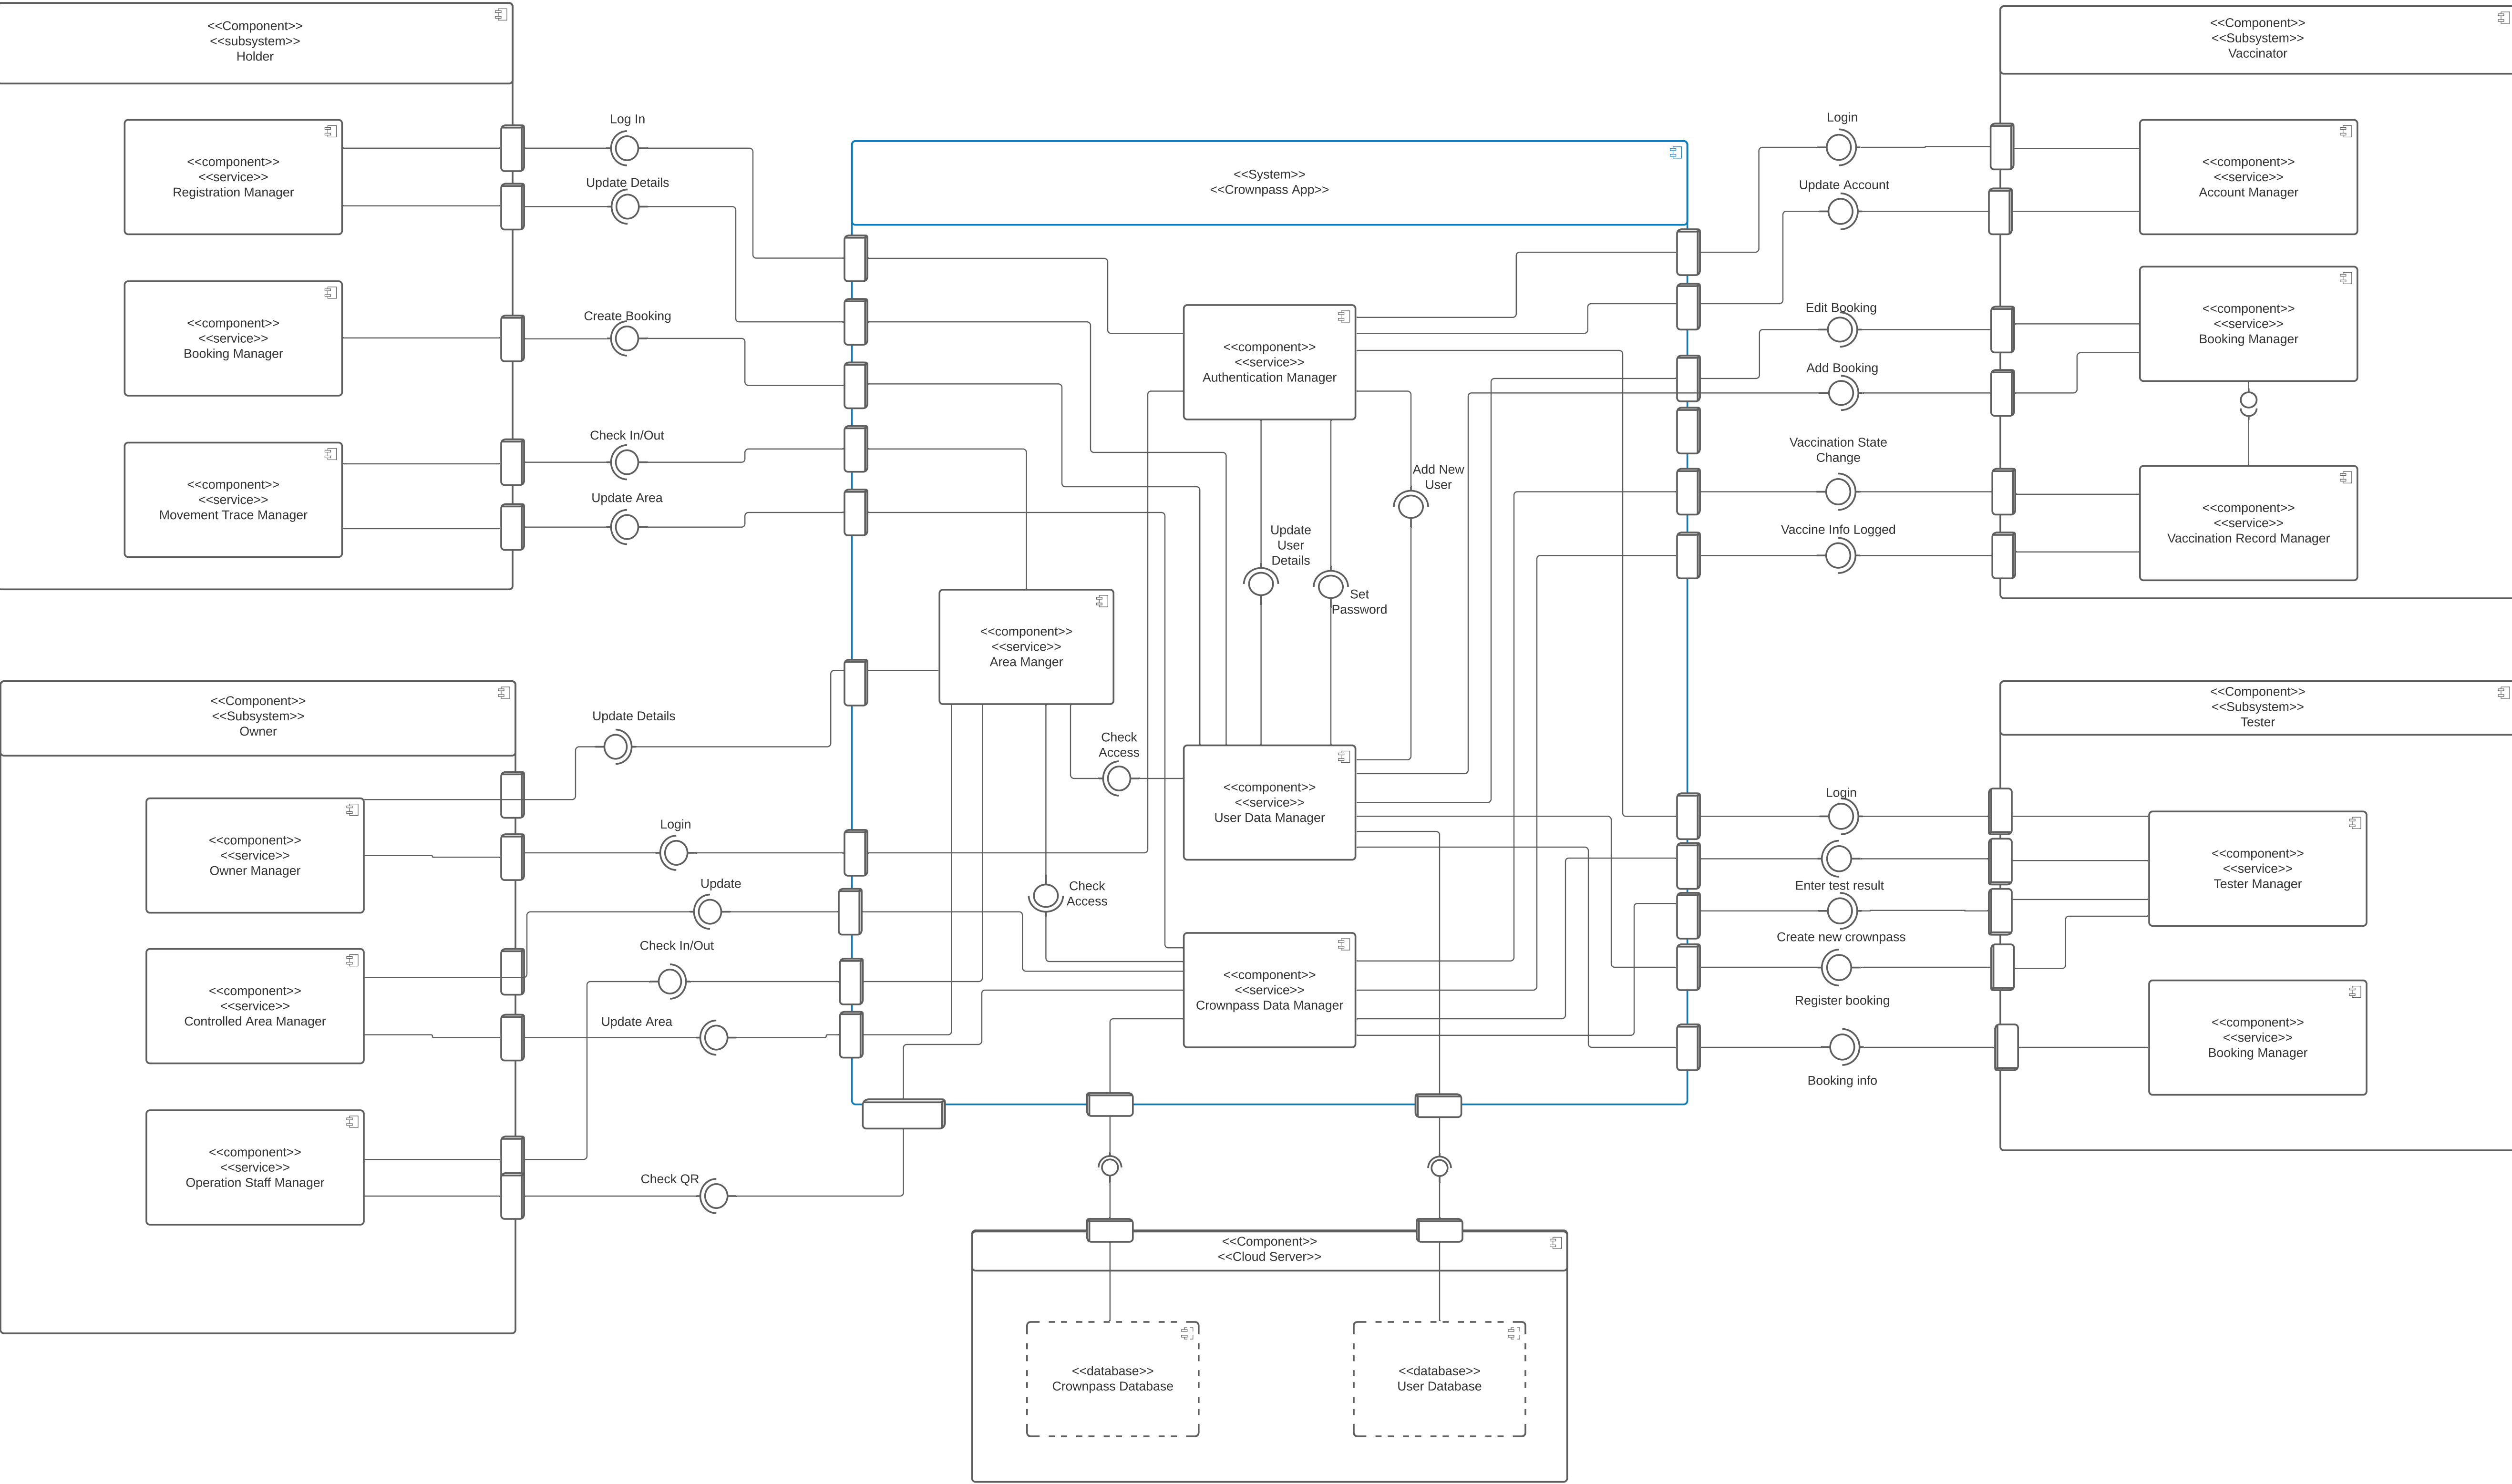 <<Component>>
<<subsystem>>
Holder
<<component>>
<<service>>
Registration Manager
<<component>>
<<service>>
Booking Manager
<<component>>
<<service>>
Movement Trace Manager
Log In
Update Details
Create Booking
Check In/Out
Update Area
<<Component>>
<<Subsystem>>
Owner
<<component>>
<<service>>
Owner Manager
<<component>>
<<service>>
Controlled Area Manager
<<component>>
<<service>>
Operation Staff Manager
Update Details
Login
Update
Check In/Out
Update Area
Check QR
<<System>>
<<Crownpass App>>
<<component>>
<<service>>
Authentication Manager
Add New
User
Update
User
Details
Set
Password
<<component>>
<<service>>
Area Manger
Check
Access
Check
Access
<<component>>
<<service>>
User Data Manager
<<component>>
<<service>>
Crownpass Data Manager
<<Component>>
<<Cloud Server>>
<<database>>
Crownpass Database
<<database>>
User Database
Login
Update Account
Edit Booking
Add Booking
Vaccination State
Change
Vaccine Info Logged
<<Component>>
<<Subsystem>>
Vaccinator
<<component>>
<<service>>
Account Manager
<<component>>
<<service>>
Booking Manager
<<component>>
<<service>>
Vaccination Record Manager
Login
Enter test result
Create new crownpass
Register booking
Booking info
<<Component>>
<<Subsystem>>
Tester
<<component>>
<<service>>
Tester Manager
<<component>>
<<service>>
Booking Manager